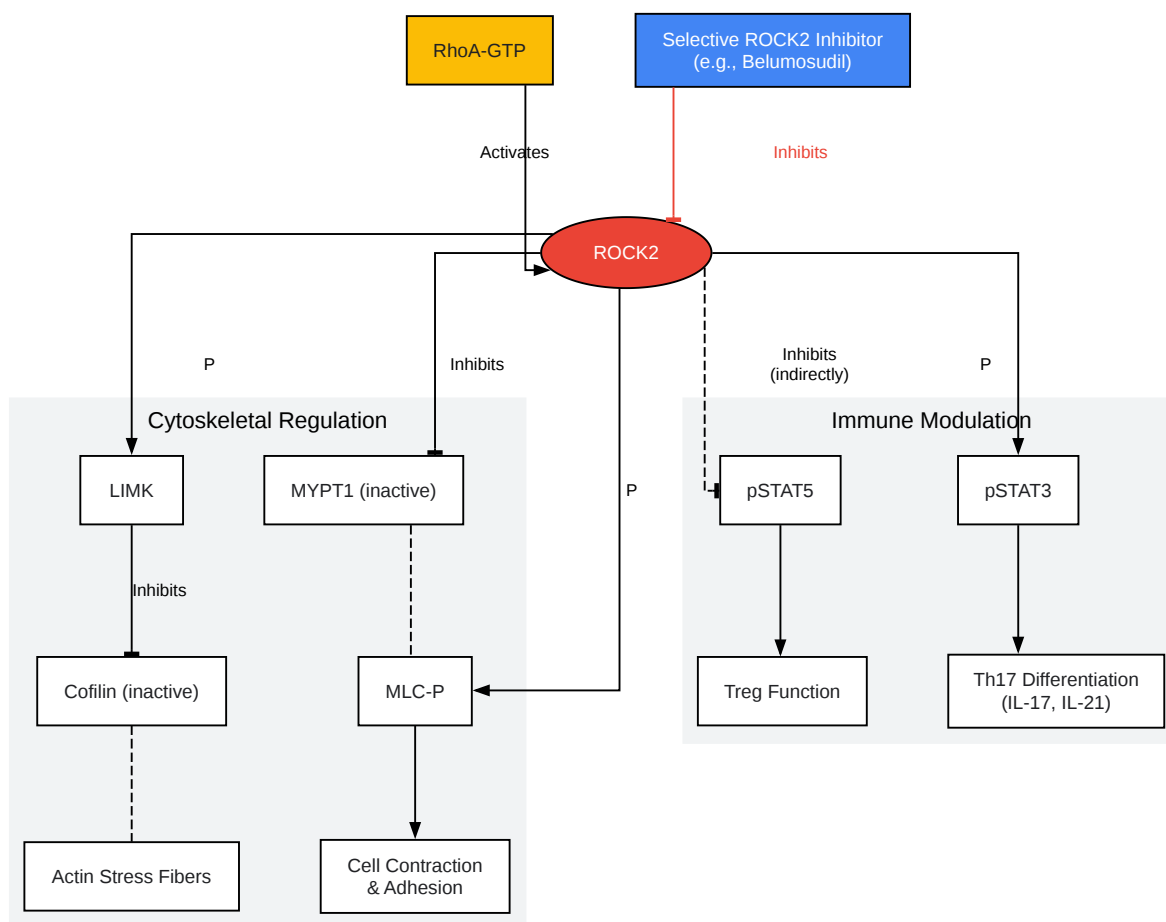 RhoA-GTP
Selective ROCK2 Inhibitor
(e.g., Belumosudil)
Activates
Inhibits
ROCK2
P
Inhibits
Inhibits
(indirectly)
P
Cytoskeletal Regulation
Immune Modulation
LIMK
MYPT1 (inactive)
P
pSTAT5
pSTAT3
Inhibits
Cofilin (inactive)
MLC-P
Treg Function
Th17 Differentiation
(IL-17, IL-21)
Actin Stress Fibers
Cell Contraction
& Adhesion